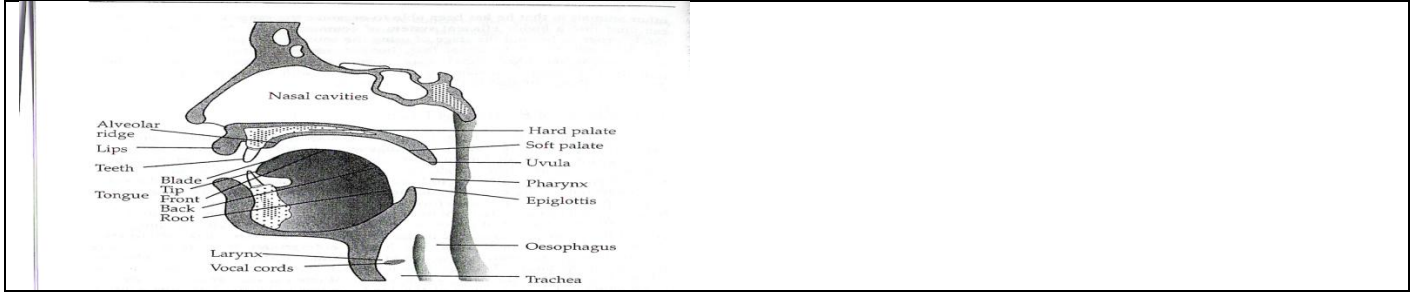 Nasal cavities
Alveolar
ridge
Lips
Teeth
Tongue
Blade
Tip
Front
Back
Root
Hard palate
Soft palate
Uvula
Pharynx
Epiglottis
Larynx
Vocal cords
Oesophagus
Trachea